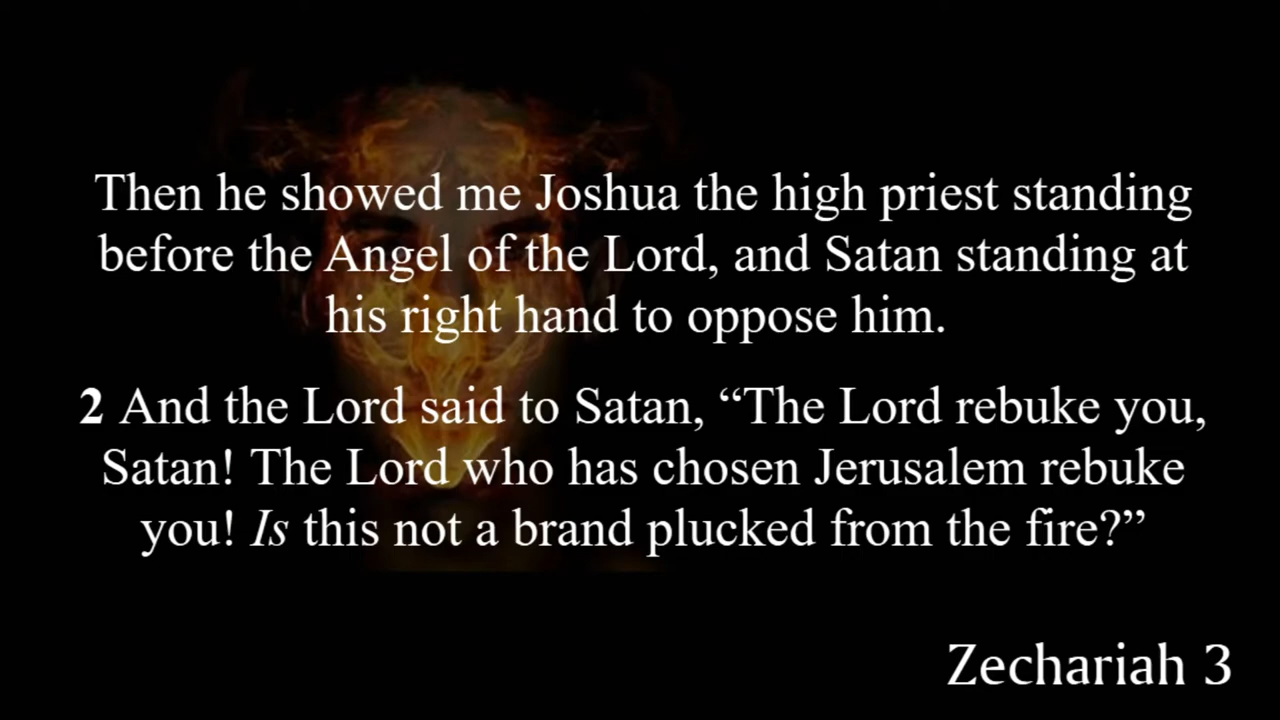 Then he showed me Joshua the high priest standing
before the Angel of the Lord, and Satan standing at
his right hand to oppose him.
2 And the Lord said to Satan, “The Lord rebuke you,
Satan! The Lord who has chosen Jerusalem rebuke
you! Is this not a brand plucked from the fire?”
Zechariah 3